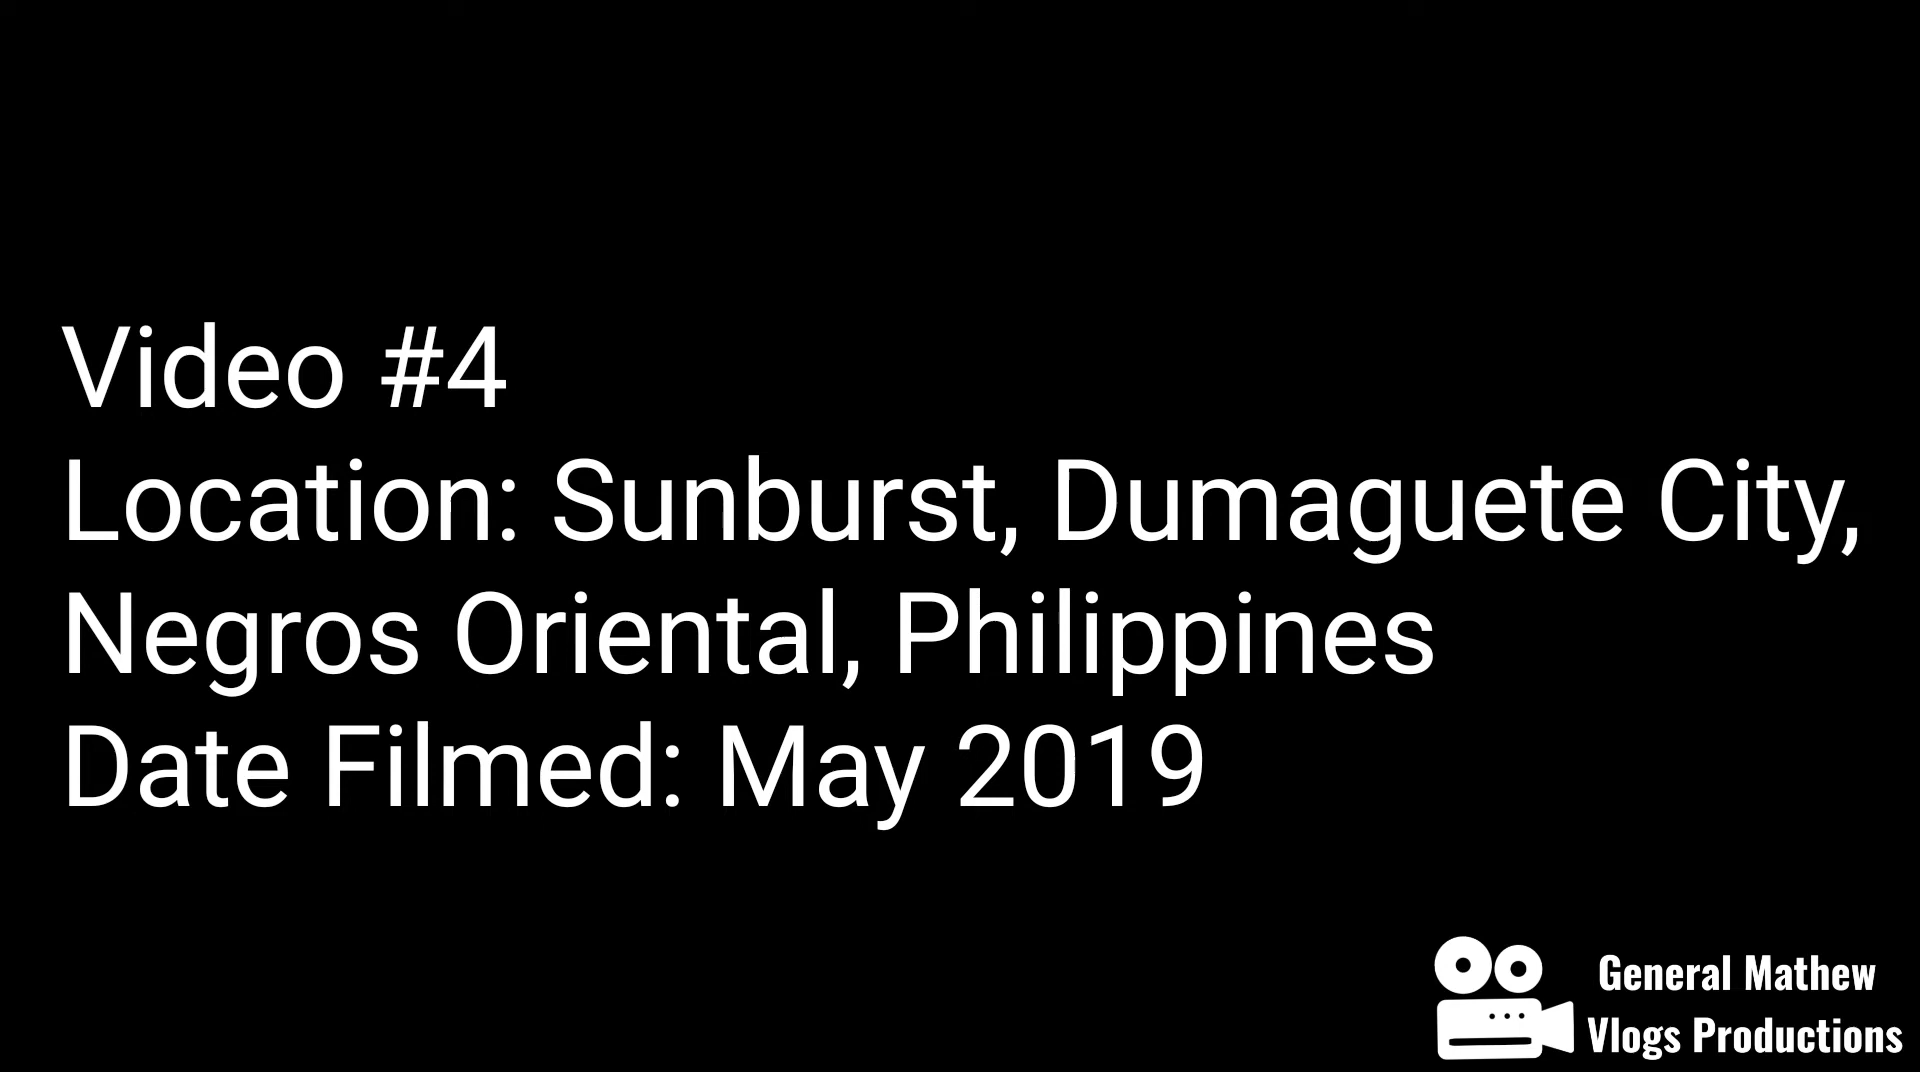 Video #4
Location: Sunburst, Dumaguete City,
Negros Oriental, Philippines
Date Filmed: May 2019
General Mathew
Vlogs Productions